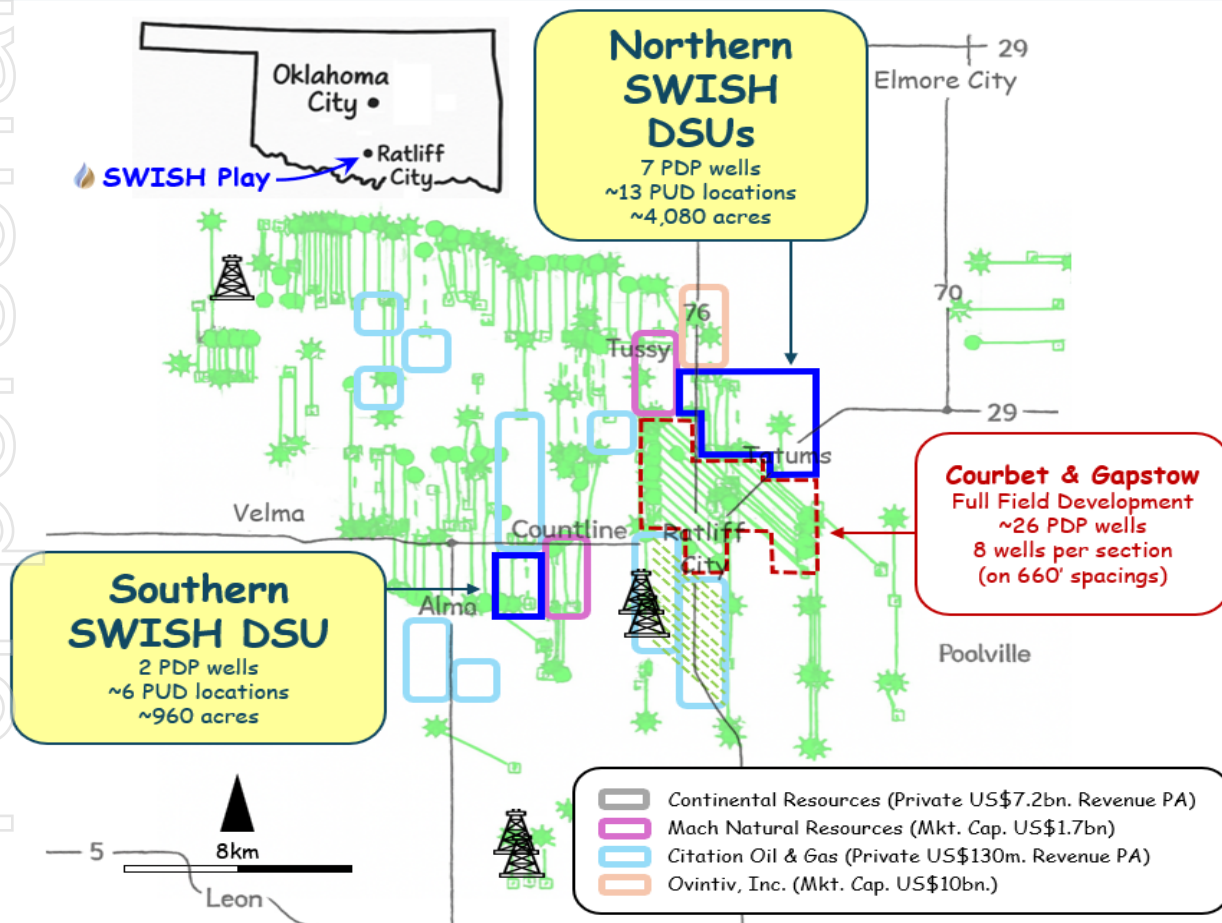 Oklahoma
City
Ratliff
City
SWISH Play
Northern
SWISH
DSUs
7 PDP wells
~13 PUD locations
~4,080 acres
29
Elmore City
76
70
Tussy
29
Tatums
Courbet & Gapstow
Full Field Development
~26 PDP wells
8 wells per section
(on 660' spacings)
Velma
Countline
Ratliff
City
Alma
Southern
SWISH DSU
2 PDP wells
~6 PUD locations
~960 acres
Poolville
8km
5
Leon
Continental Resources (Private US$7.2bn. Revenue PA)
Mach Natural Resources (Mkt. Cap. US$1.7bn)
Citation Oil & Gas (Private US$130m. Revenue PA)
Ovintiv, Inc. (Mkt. Cap. US$10bn.)